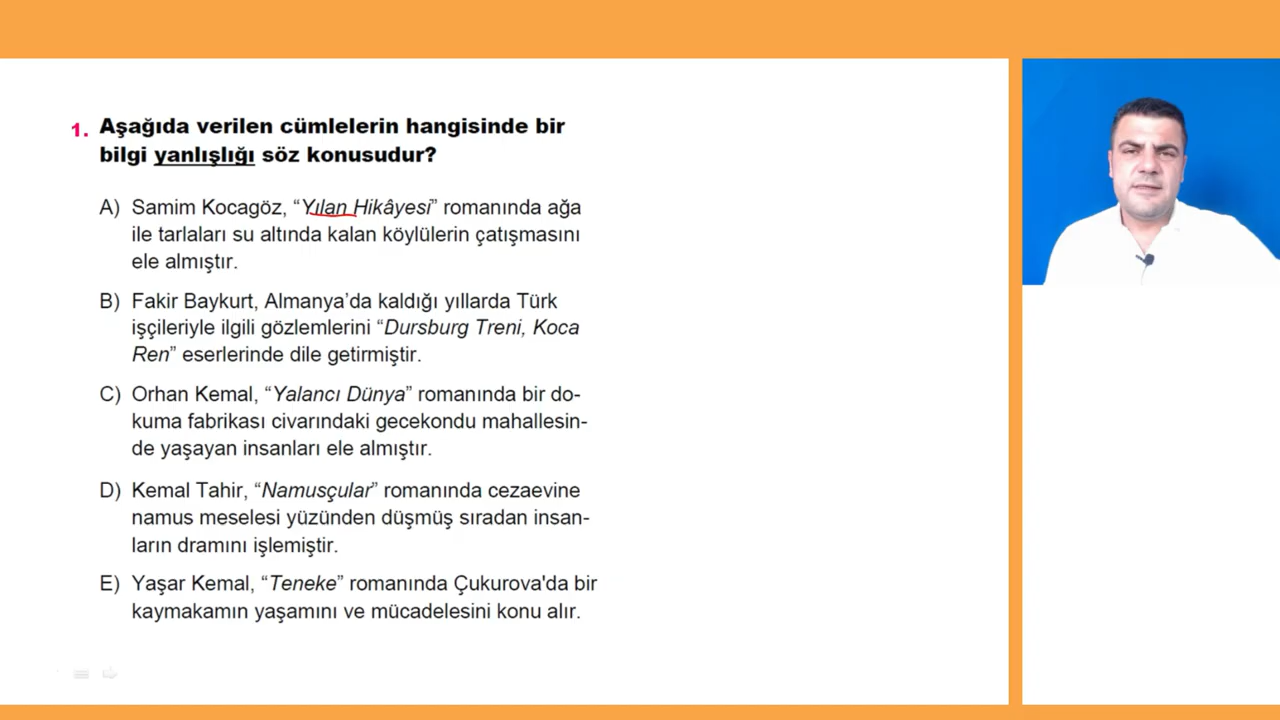 1. Aşağıda verilen cümlelerin hangisinde bir
bilgi yanlışlığı söz konusudur?
A) Samim Kocagöz, “Yılan Hikâyesi” romanında ağa
ile tarlaları su altında kalan köylülerin çatışmasını
ele almıştır.
B) Fakir Baykurt, Almanya’da kaldığı yıllarda Türk
işçileriyle ilgili gözlemlerini “Dursburg Treni, Koca
Ren” eserlerinde dile getirmiştir.
C) Orhan Kemal, “Yalancı Dünya” romanında bir do-
kuma fabrikası civarındaki gecekondu mahallesin-
de yaşayan insanları ele almıştır.
D) Kemal Tahir, “Namusçular” romanında cezaevine
namus meselesi yüzünden düşmüş sıradan insan-
ların dramını işlemiştir.
E) Yaşar Kemal, “Teneke” romanında Çukurova'da bir
kaymakamın yaşamını ve mücadelesini konu alır.